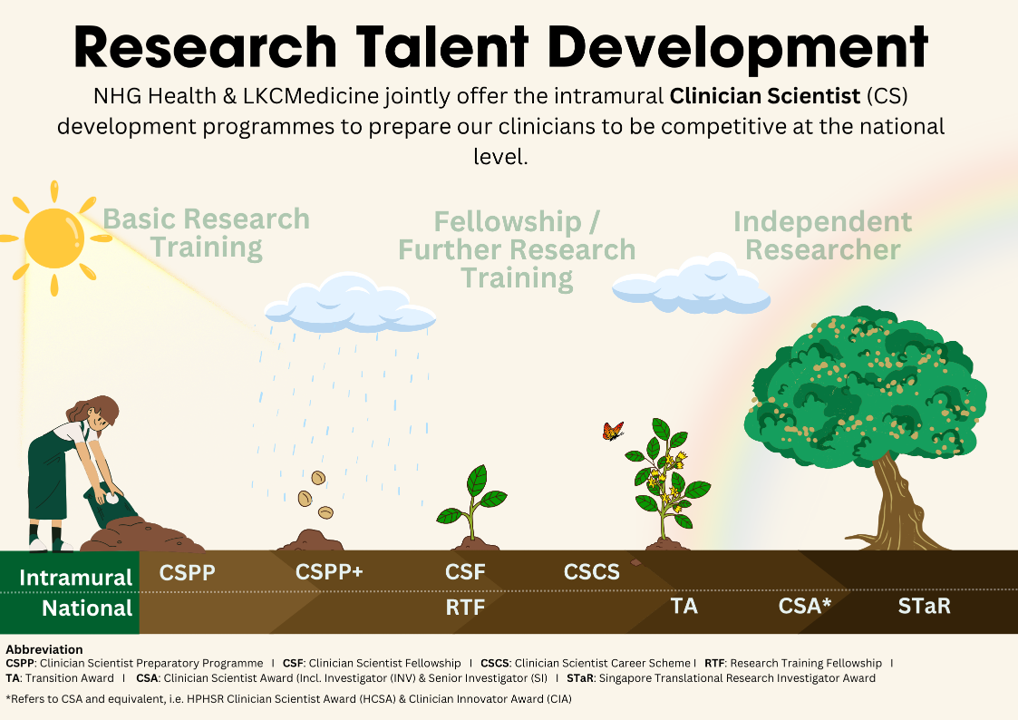 Research Talent Development
NHG Health & LKCMedicine jointly offer the intramural Clinician Scientist (CS)
development programmes to prepare our clinicians to be competitive at the national
level.
Basic Research
Training
Fellowship /
Further Research
Training
Independent
Researcher
Intramural CSPP CSPP+ CSF CSCS
National RTF TA CSA* STaR
Abbreviation
CSPP: Clinician Scientist Preparatory Programme I CSF: Clinician Scientist Fellowship I CSCS: Clinician Scientist Career Scheme I RTF: Research Training Fellowship I
TA: Transition Award I CSA: Clinician Scientist Award (Incl. Investigator (INV) & Senior Investigator (SI) I STaR: Singapore Translational Research Investigator Award
*Refers to CSA and equivalent, i.e. HPHSR Clinician Scientist Award (HCSA) & Clinician Innovator Award (CIA)